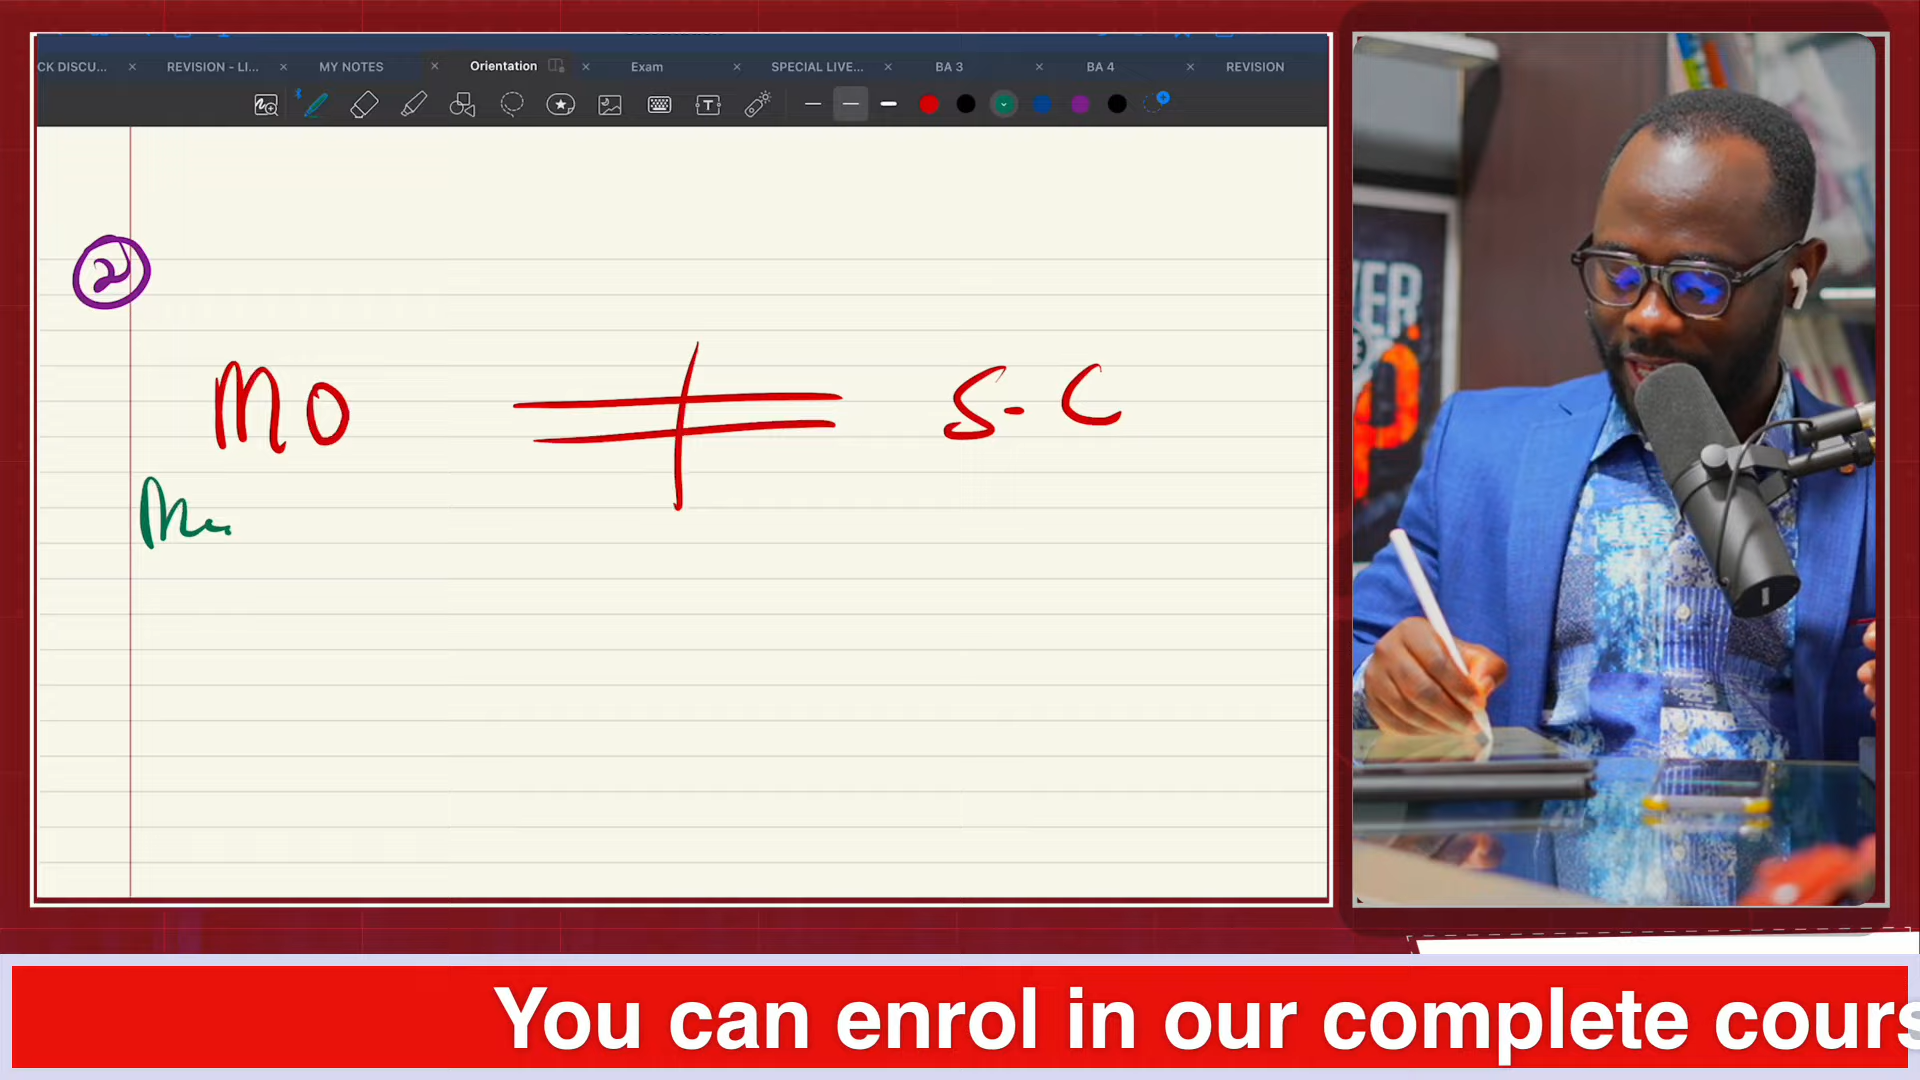 CK DISCU... REVISION - LI... MY NOTES Orientation Exam SPECIAL LIVE... BA 3 BA 4 REVISION
2
MO ≠ S-C
You can enrol in our complete cours